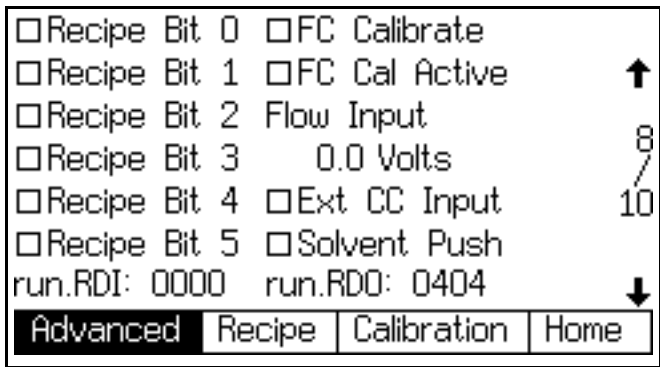 □Recipe Bit 0 □FC Calibrate
□Recipe Bit 1 □FC Cal Active ↑
□Recipe Bit 2 Flow Input
□Recipe Bit 3 0.0 Volts 8/10
□Recipe Bit 4 □Ext CC Input
□Recipe Bit 5 □Solvent Push
run.RDI: 0000 run.RDO: 0404 ↓
Advanced Recipe Calibration Home